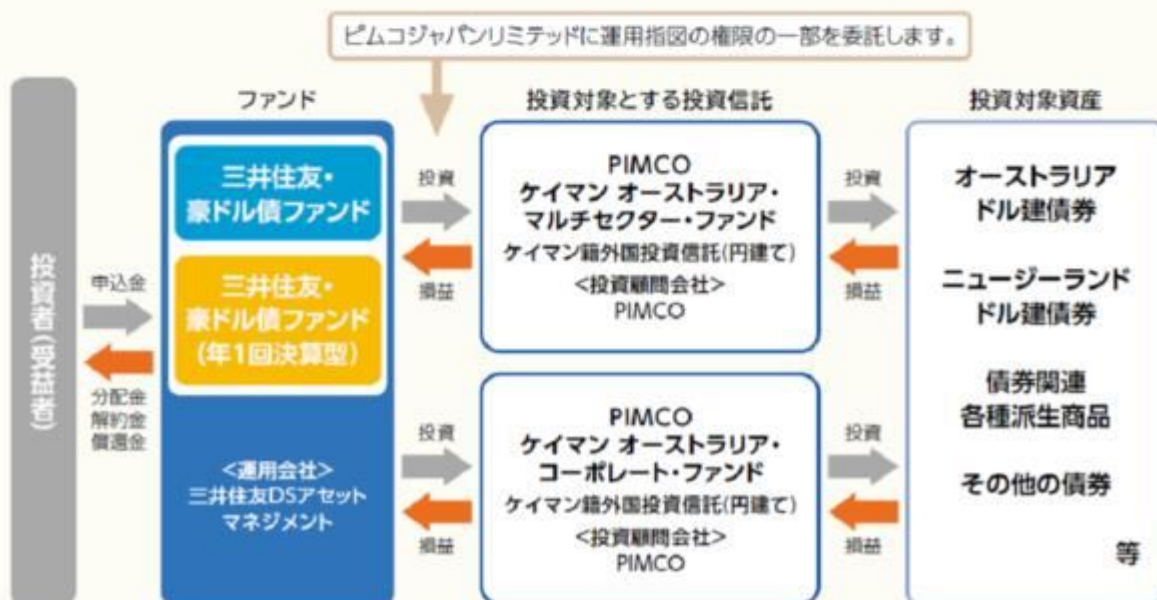 ピムコジャパンリミテッドに運用指図の権限の一部を委託します。
ファンド
投資対象とする投資信託
投資対象資産
投資者(受益者)
申込金
分配金
解約金
償還金
三井住友・
豪ドル債ファンド
三井住友・
豪ドル債ファンド
(年1回決算型)
<運用会社>
三井住友DSアセット
マネジメント
投資
損益
投資
損益
PIMCO
ケイマン オーストラリア・
マルチセクター・ファンド
ケイマン籍外国投資信託(円建て)
<投資顧問会社>
PIMCO
PIMCO
ケイマン オーストラリア・
コーポレート・ファンド
ケイマン籍外国投資信託(円建て)
<投資顧問会社>
PIMCO
投資
損益
投資
損益
オーストラリア
ドル建債券
ニュージーランド
ドル建債券
債券関連
各種派生商品
その他の債券
等